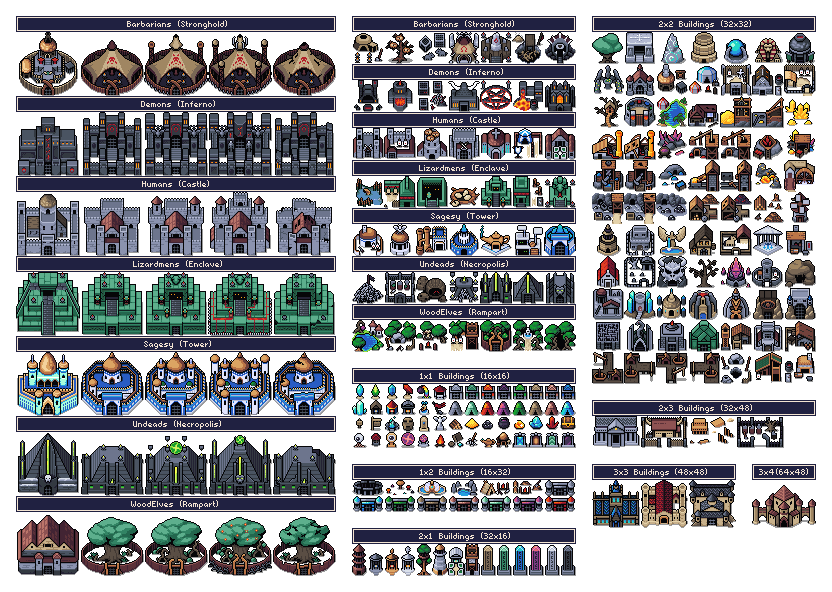 Barbarians (Stronghold)
Demons (Inferno)
Humans (Castle)
Lizardmens (Enclave)
Sagesy (Tower)
Undeads (Necropolis)
WoodElves (Rampart)
Barbarians (Stronghold)
Demons (Inferno)
Humans (Castle)
Lizardmens (Enclave)
Sagesy (Tower)
Undeads (Necropolis)
WoodElves (Rampart)
1x1 Buildings (16x16)
1x2 Buildings (16x32)
2x1 Buildings (32x16)
2x2 Buildings (32x32)
2x3 Buildings (32x48)
3x3 Buildings (48x48)
3x4(64x48)